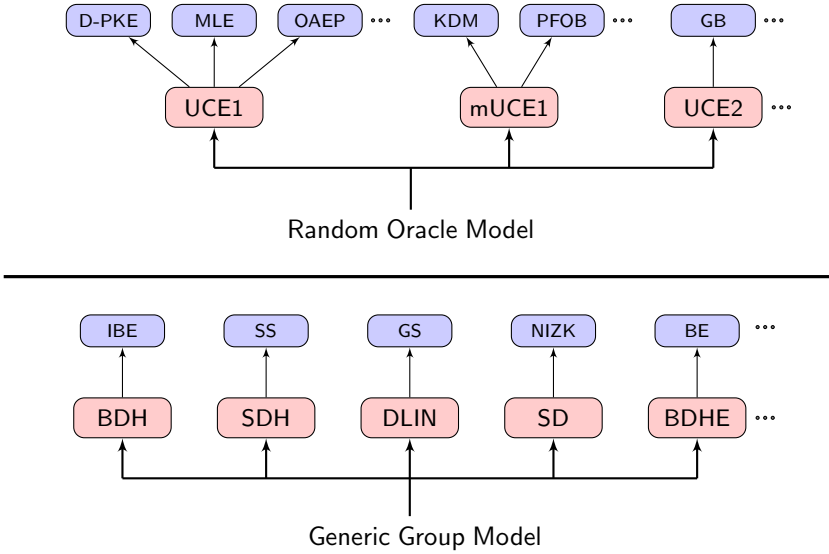 D-PKE MLE OAEP ••• KDM PFOB ••• GB •••
UCE1 mUCE1 UCE2 •••
Random Oracle Model
IBE SS GS NIZK BE •••
BDH SDH DLIN SD BDHE •••
Generic Group Model